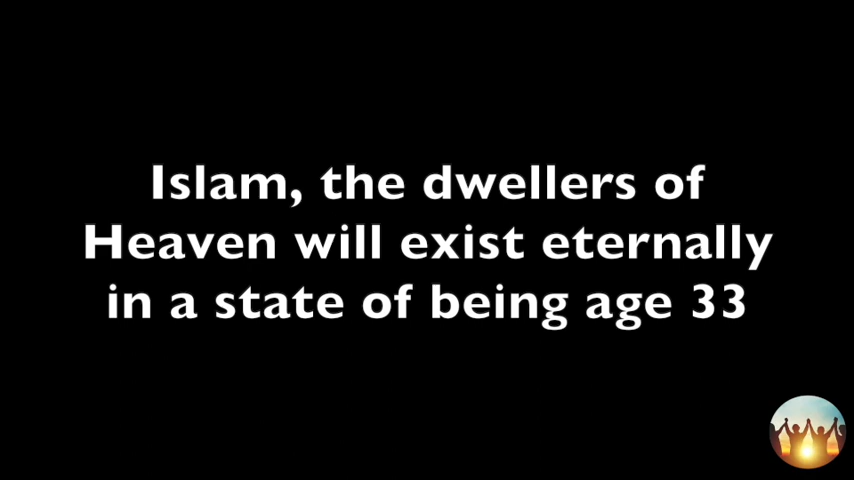 Islam, the dwellers of
Heaven will exist eternally
in a state of being age 33